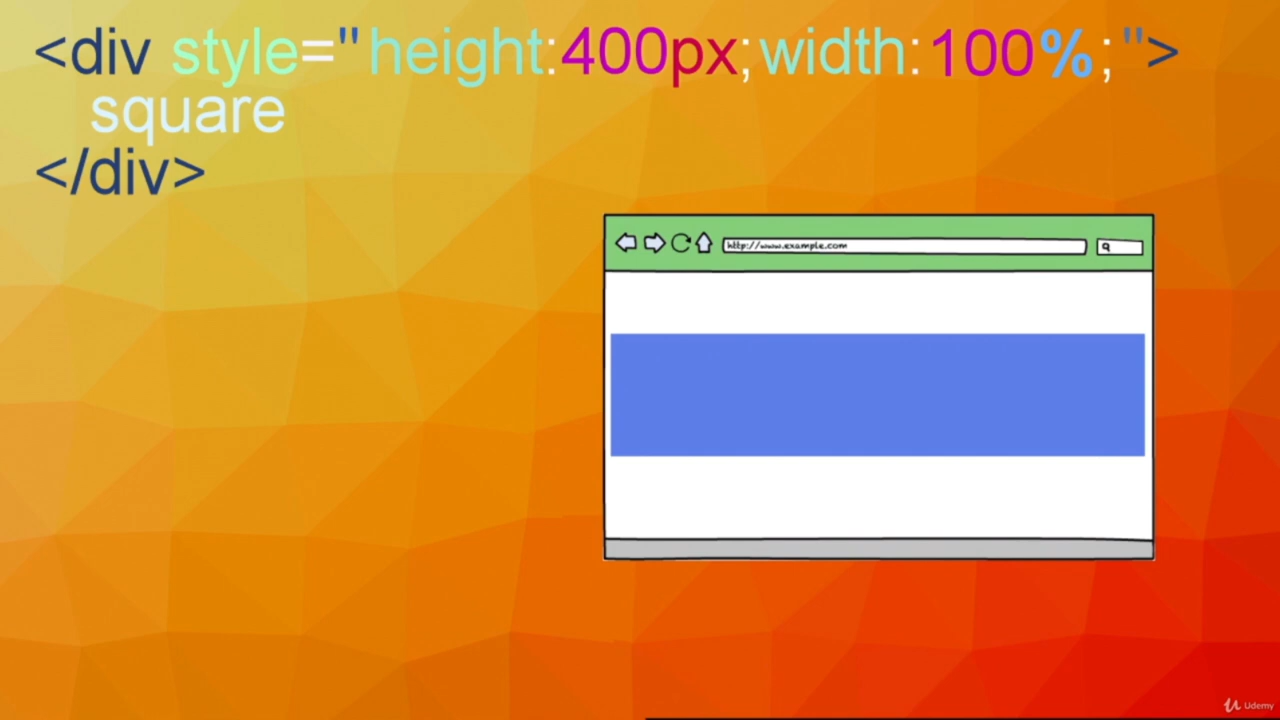 <div style="height:400px;width:100%;">
square
</div>
http://www.example.com
Udemy